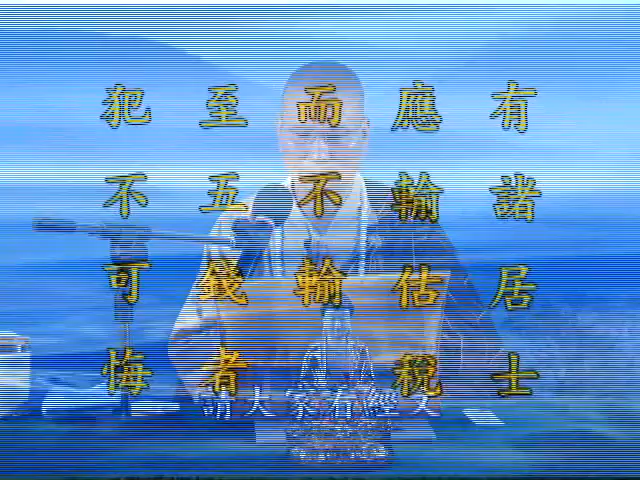 有諸居士
應輸估稅
而不輸
至五錢者
犯不可悔
請大家看經文